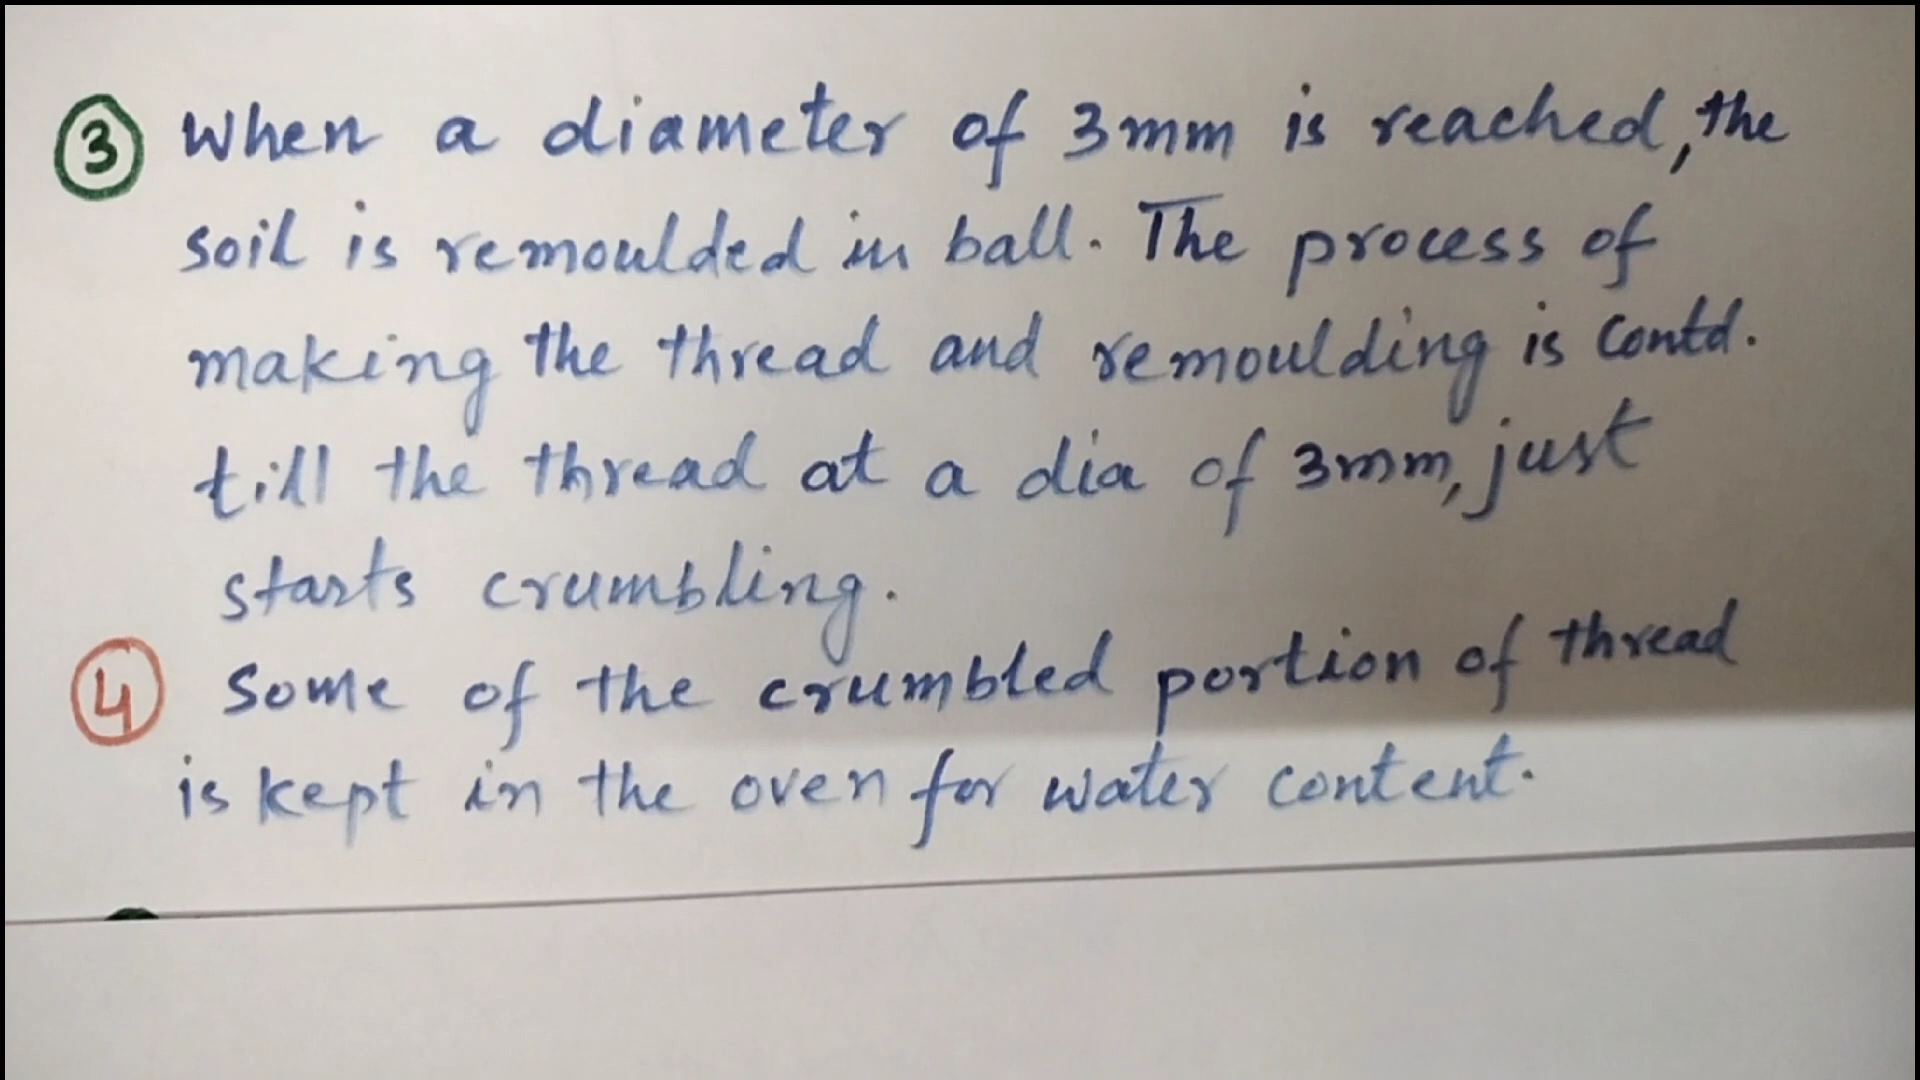 ③ When a diameter of 3mm is reached, the
soil is remoulded in ball. The process of
making the thread and remoulding is Contd.
till the thread at a dia of 3mm, just
starts crumbling.
④ Some of the crumbled portion of thread
is kept in the oven for water content.